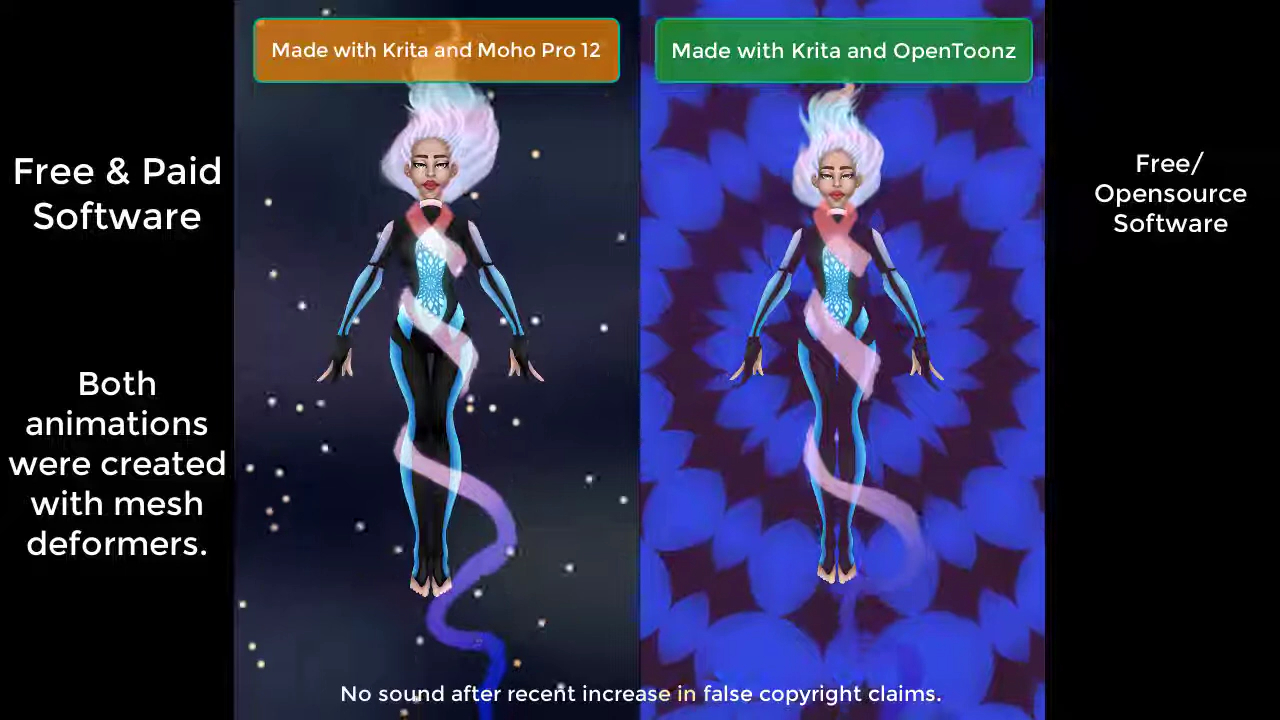 Made with Krita and Moho Pro 12
Made with Krita and OpenToonz
Free & Paid
Software
Free/
Opensource
Software
Both
animations
were created
with mesh
deformers.
No sound after recent increase in false copyright claims.